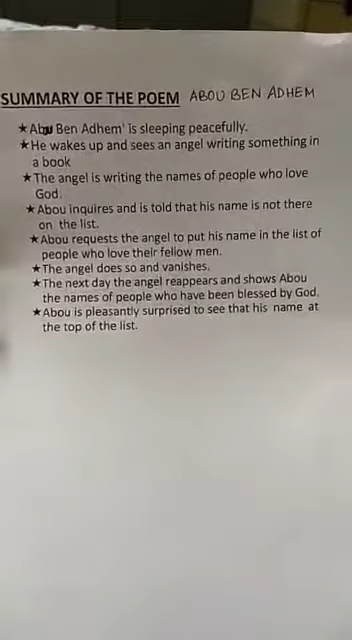 SUMMARY OF THE POEM ABOU BEN ADHEM
★Abu Ben Adhem' is sleeping peacefully.
★He wakes up and sees an angel writing something in
a book
★The angel is writing the names of people who love
God.
★Abou inquires and is told that his name is not there
on the list.
★Abou requests the angel to put his name in the list of
people who love their fellow men.
★The angel does so and vanishes.
★The next day the angel reappears and shows Abou
the names of people who have been blessed by God.
★Abou is pleasantly surprised to see that his name at
the top of the list.